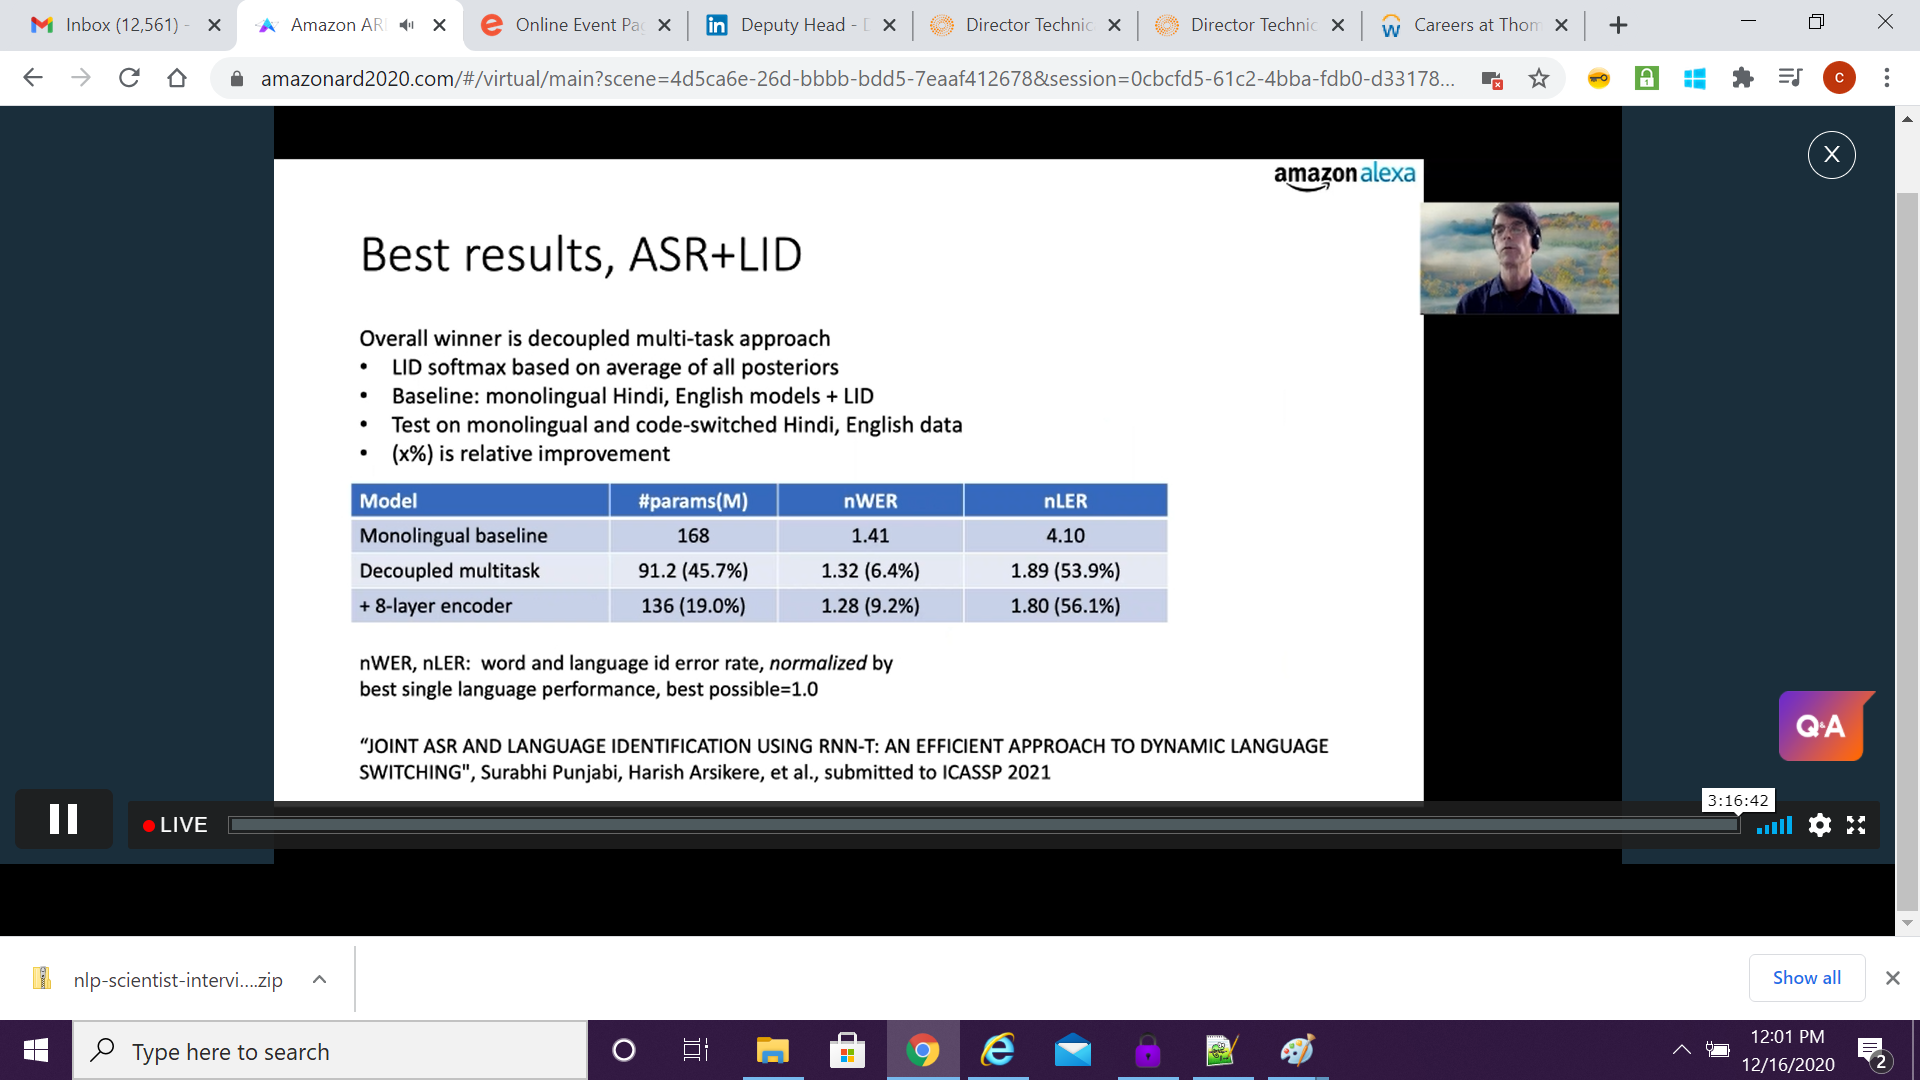 Inbox (12,561) -
Amazon AR
Online Event Pa
Deputy Head - D
Director Technic
Director Technic
Careers at Thom
amazonard2020.com/#/virtual/main?scene=4d5ca6e-26d-bbbb-bdd5-7eaaf412678&session=0cbcfd5-61c2-4bba-fdb0-d33178...
c
X
amazon alexa
Best results, ASR+LID
Overall winner is decoupled multi-task approach
• LID softmax based on average of all posteriors
• Baseline: monolingual Hindi, English models + LID
• Test on monolingual and code-switched Hindi, English data
• (x%) is relative improvement
Model #params(M) nWER nLER
Monolingual baseline 168 1.41 4.10
Decoupled multitask 91.2 (45.7%) 1.32 (6.4%) 1.89 (53.9%)
+ 8-layer encoder 136 (19.0%) 1.28 (9.2%) 1.80 (56.1%)
nWER, nLER: word and language id error rate, normalized by
best single language performance, best possible=1.0
Q&A
“JOINT ASR AND LANGUAGE IDENTIFICATION USING RNN-T: AN EFFICIENT APPROACH TO DYNAMIC LANGUAGE
SWITCHING", Surabhi Punjabi, Harish Arsikere, et al., submitted to ICASSP 2021
3:16:42
LIVE
nlp-scientist-intervi....zip
Show all
Type here to search
12:01 PM
12/16/2020
2